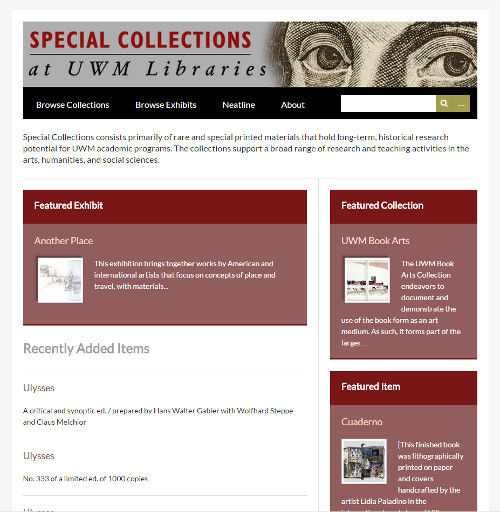 SPECIAL COLLECTIONS
at UWM Libraries
Browse Collections Browse Exhibits Neatline About ...
Special Collections consists primarily of rare and special printed materials that hold long-term, historical research
potential for UWM academic programs. The collections support a broad range of research and teaching activities in the
arts, humanities, and social sciences.
Featured Exhibit
Another Place
This exhibition brings together works by American and
international artists that focus on concepts of place and
travel, with materials...
Recently Added Items
Ulysses
A critical and synoptic ed. / prepared by Hans Walter Gabler with Wolfhard Steppe
and Claus Melchior
Ulysses
No. 333 of a limited ed. of 1000 copies
Featured Collection
UWM Book Arts
The UWM Book
Arts Collection
endeavors to
document and
demonstrate the
use of the book form as an art
medium. As such, it forms part of the
larger...
Featured Item
Cuaderno
[This finished book
was lithographically
printed on paper
and covers
handcrafted by the
artist Lidia Paladino in the